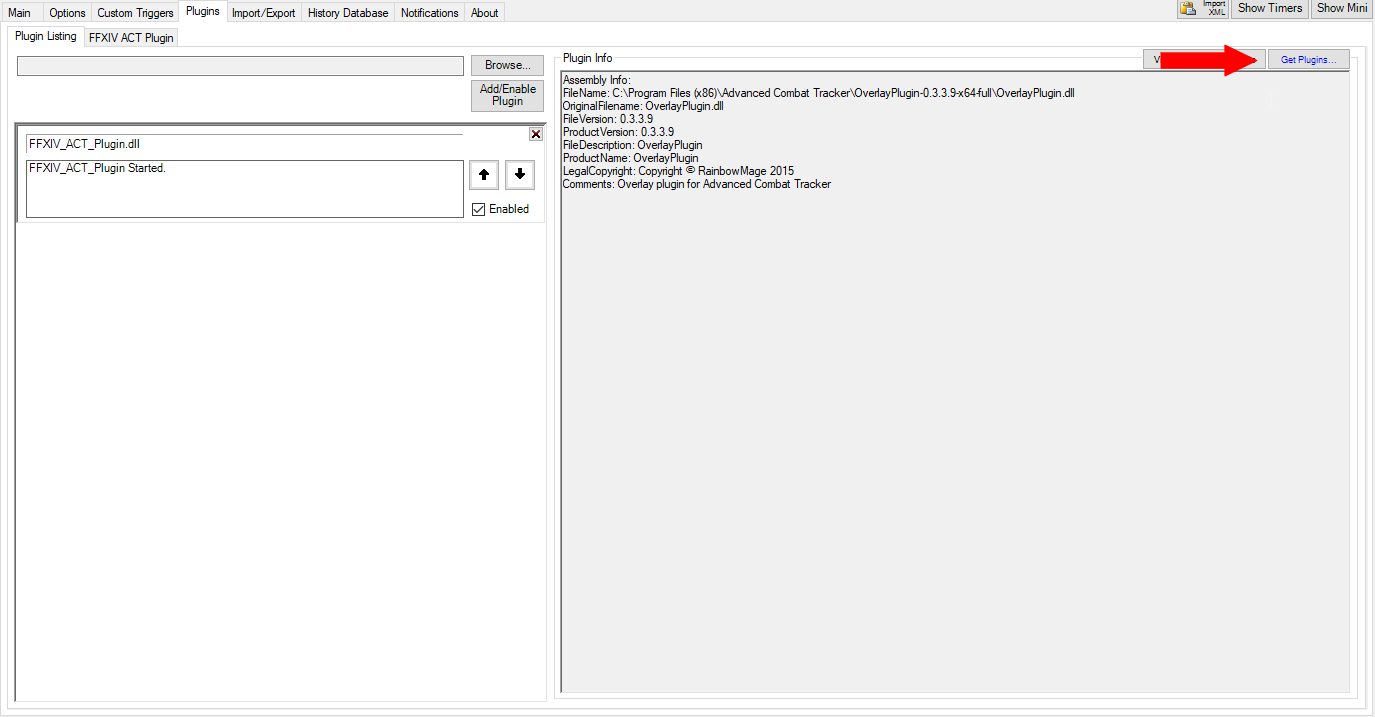 Main Options Custom Triggers Plugins Import/Export History Database Notifications About
Import XML
Show Timers Show Mini
Plugin Listing FFXIV ACT Plugin
Browse...
Add/Enable
Plugin
FFXIV_ACT_Plugin.dll
FFXIV_ACT_Plugin Started.
Enabled
Plugin Info
Get Plugins...
Assembly Info:
FileName: C:\Program Files (x86)\Advanced Combat Tracker\OverlayPlugin-0.3.3.9-x64-full\OverlayPlugin.dll
OriginalFilename: OverlayPlugin.dll
FileVersion: 0.3.3.9
ProductVersion: 0.3.3.9
FileDescription: OverlayPlugin
ProductName: OverlayPlugin
LegalCopyright: Copyright © RainbowMage 2015
Comments: Overlay plugin for Advanced Combat Tracker